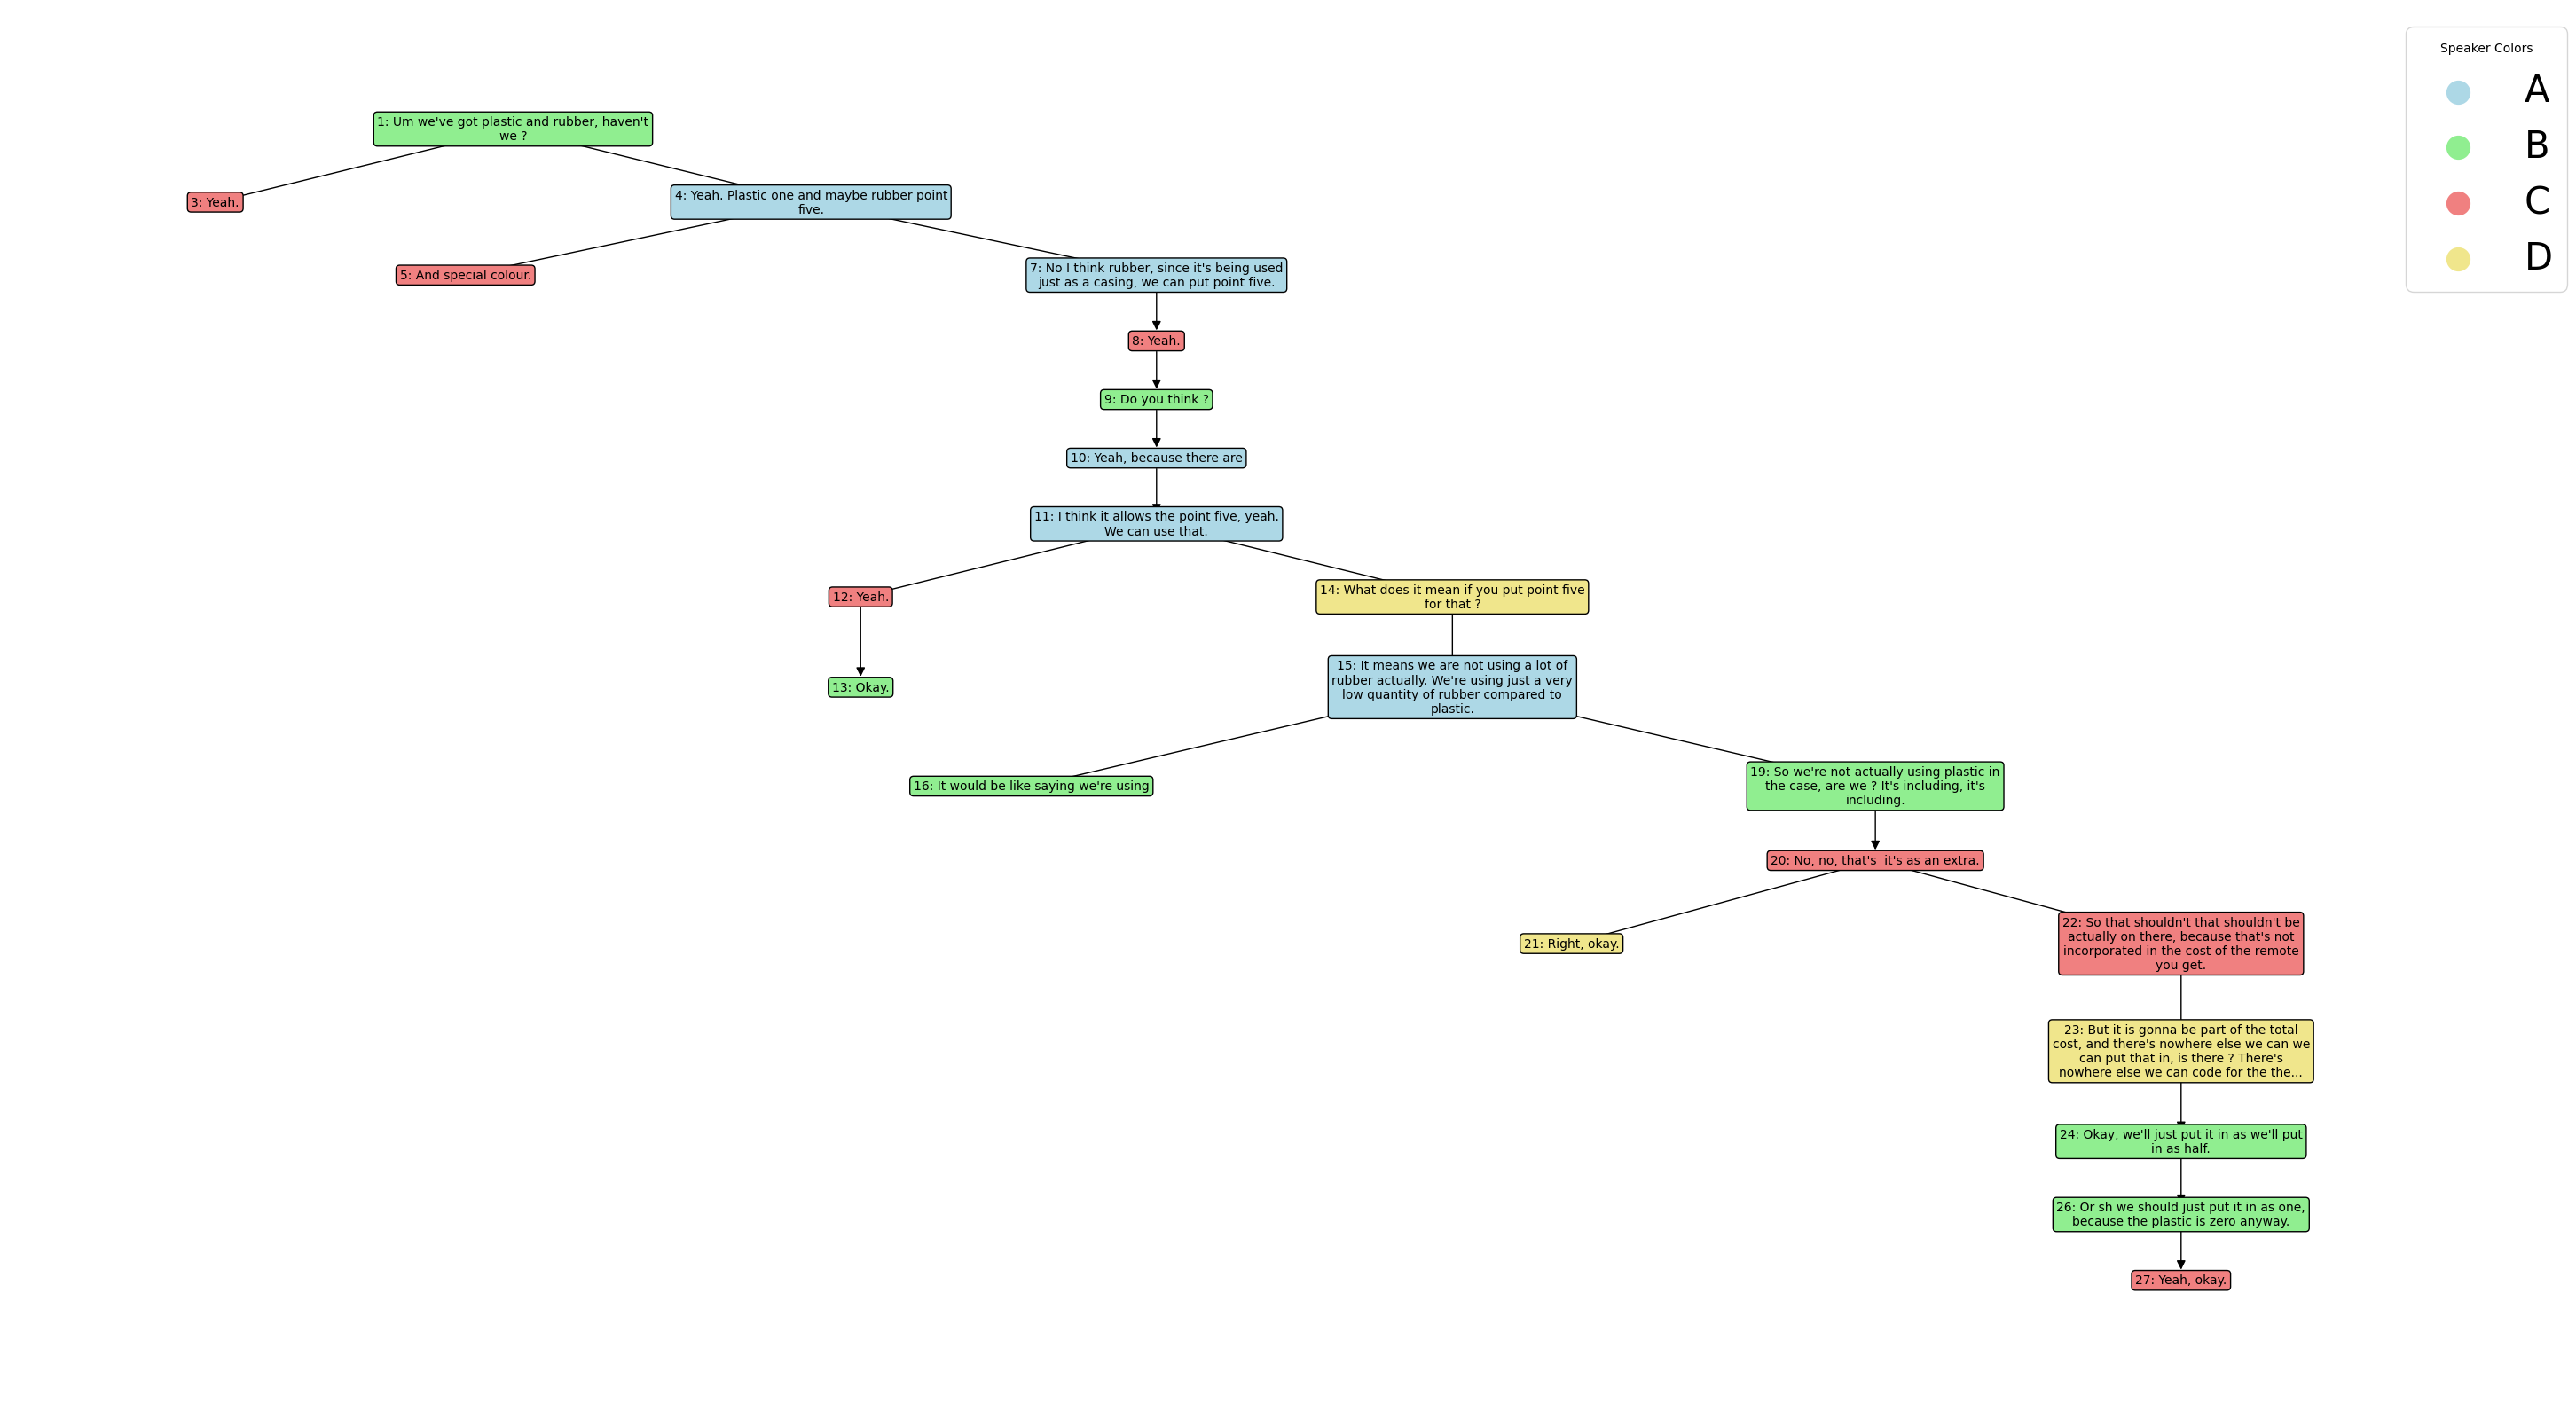 Speaker Colors
A
B
C
D
1: Um we've got plastic and rubber, haven't
we ?
3: Yeah.
4: Yeah. Plastic one and maybe rubber point
five.
5: And special colour.
7: No I think rubber, since it's being used
just as a casing, we can put point five.
8: Yeah.
9: Do you think ?
10: Yeah, because there are
11: I think it allows the point five, yeah.
We can use that.
12: Yeah.
14: What does it mean if you put point five
for that ?
13: Okay.
15: It means we are not using a lot of
rubber actually. We're using just a very
low quantity of rubber compared to
plastic.
16: It would be like saying we're using
19: So we're not actually using plastic in
the case, are we ? It's including, it's
including.
20: No, no, that's  it's as an extra.
21: Right, okay.
22: So that shouldn't that shouldn't be
actually on there, because that's not
incorporated in the cost of the remote
you get.
23: But it is gonna be part of the total
cost, and there's nowhere else we can we
can put that in, is there ? There's
nowhere else we can code for the the...
24: Okay, we'll just put it in as we'll put
in as half.
26: Or sh we should just put it in as one,
because the plastic is zero anyway.
27: Yeah, okay.